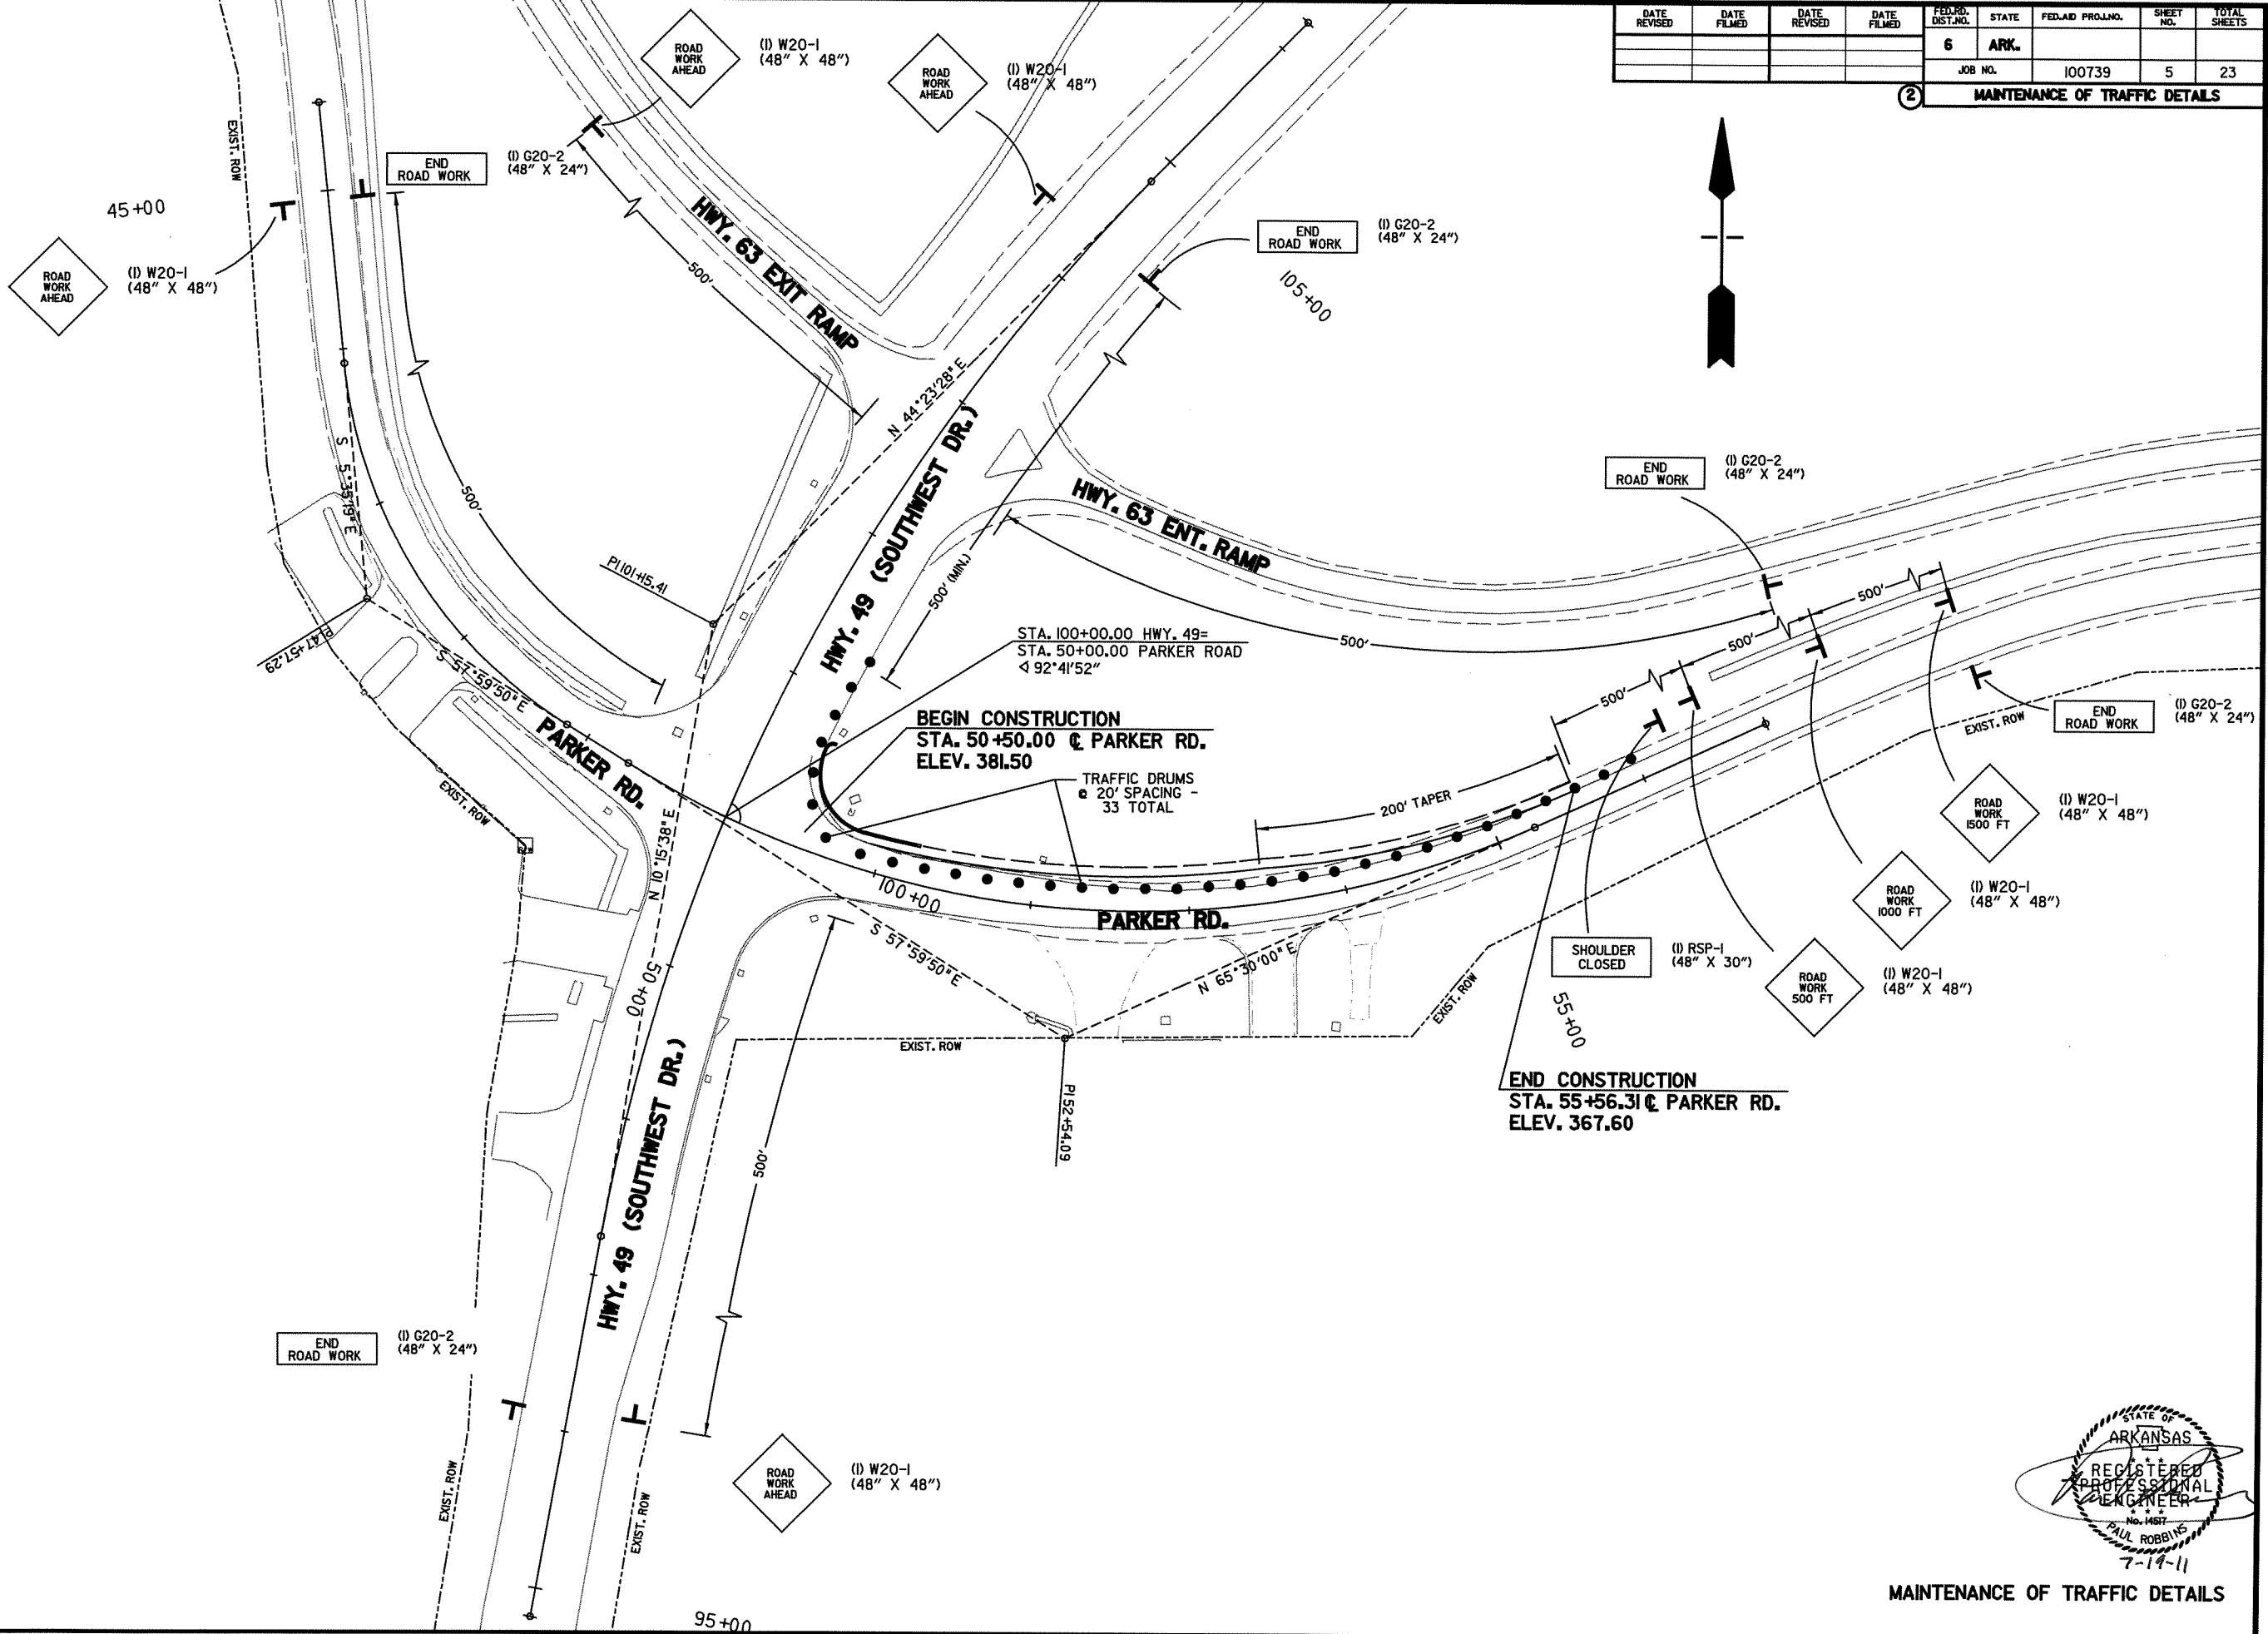 DATE REVISED
DATE FILMED
DATE REVISED
DATE FILMED
FED.RD. DIST.NO.
STATE
FED.AID PROJ.NO.
SHEET NO.
TOTAL SHEETS
6
ARK.
JOB NO.
100739
5
23
2
MAINTENANCE OF TRAFFIC DETAILS
ROAD
WORK
AHEAD
(1) W20-1
(48" X 48")
ROAD
WORK
AHEAD
(1) W20-1
(48" X 48")
EXIST. ROW
END
ROAD WORK
(1) G20-2
(48" X 24")
45+00
ROAD
WORK
AHEAD
(1) W20-1
(48" X 48")
HWY. 63 EXIT RAMP
500'
END
ROAD WORK
(1) G20-2
(48" X 24")
105+00
N 44°23'28" E
S 5°35'19" E
500'
HWY. 49 (SOUTHWEST DR.)
500' (MIN.)
HWY. 63 ENT. RAMP
500'
END
ROAD WORK
(1) G20-2
(48" X 24")
PI 101+15.41
PI 47+57.29
S 57°59'50" E
PARKER RD.
STA. 100+00.00 HWY. 49=
STA. 50+00.00 PARKER ROAD
∢ 92°41'52"
BEGIN CONSTRUCTION
STA. 50+50.00 ℄ PARKER RD.
ELEV. 381.50
TRAFFIC DRUMS
@ 20' SPACING -
33 TOTAL
200' TAPER
500'
500'
500'
END
ROAD WORK
(1) G20-2
(48" X 24")
EXIST. ROW
ROAD
WORK
1500 FT
(1) W20-1
(48" X 48")
ROAD
WORK
1000 FT
(1) W20-1
(48" X 48")
SHOULDER
CLOSED
(1) RSP-1
(48" X 30")
ROAD
WORK
500 FT
(1) W20-1
(48" X 48")
EXIST. ROW
N 10°15'38" E
100+00
PARKER RD.
S 57°59'50" E
N 65°30'00" E
EXIST. ROW
50+00
EXIST. ROW
55+00
PI 52+54.09
END CONSTRUCTION
STA. 55+56.31 ℄ PARKER RD.
ELEV. 367.60
HWY. 49 (SOUTHWEST DR.)
500'
END
ROAD WORK
(1) G20-2
(48" X 24")
ROAD
WORK
AHEAD
(1) W20-1
(48" X 48")
EXIST. ROW
EXIST. ROW
95+00
STATE OF
ARKANSAS
REGISTERED
PROFESSIONAL
ENGINEER
No. 14517
PAUL ROBBINS
7-19-11
MAINTENANCE OF TRAFFIC DETAILS